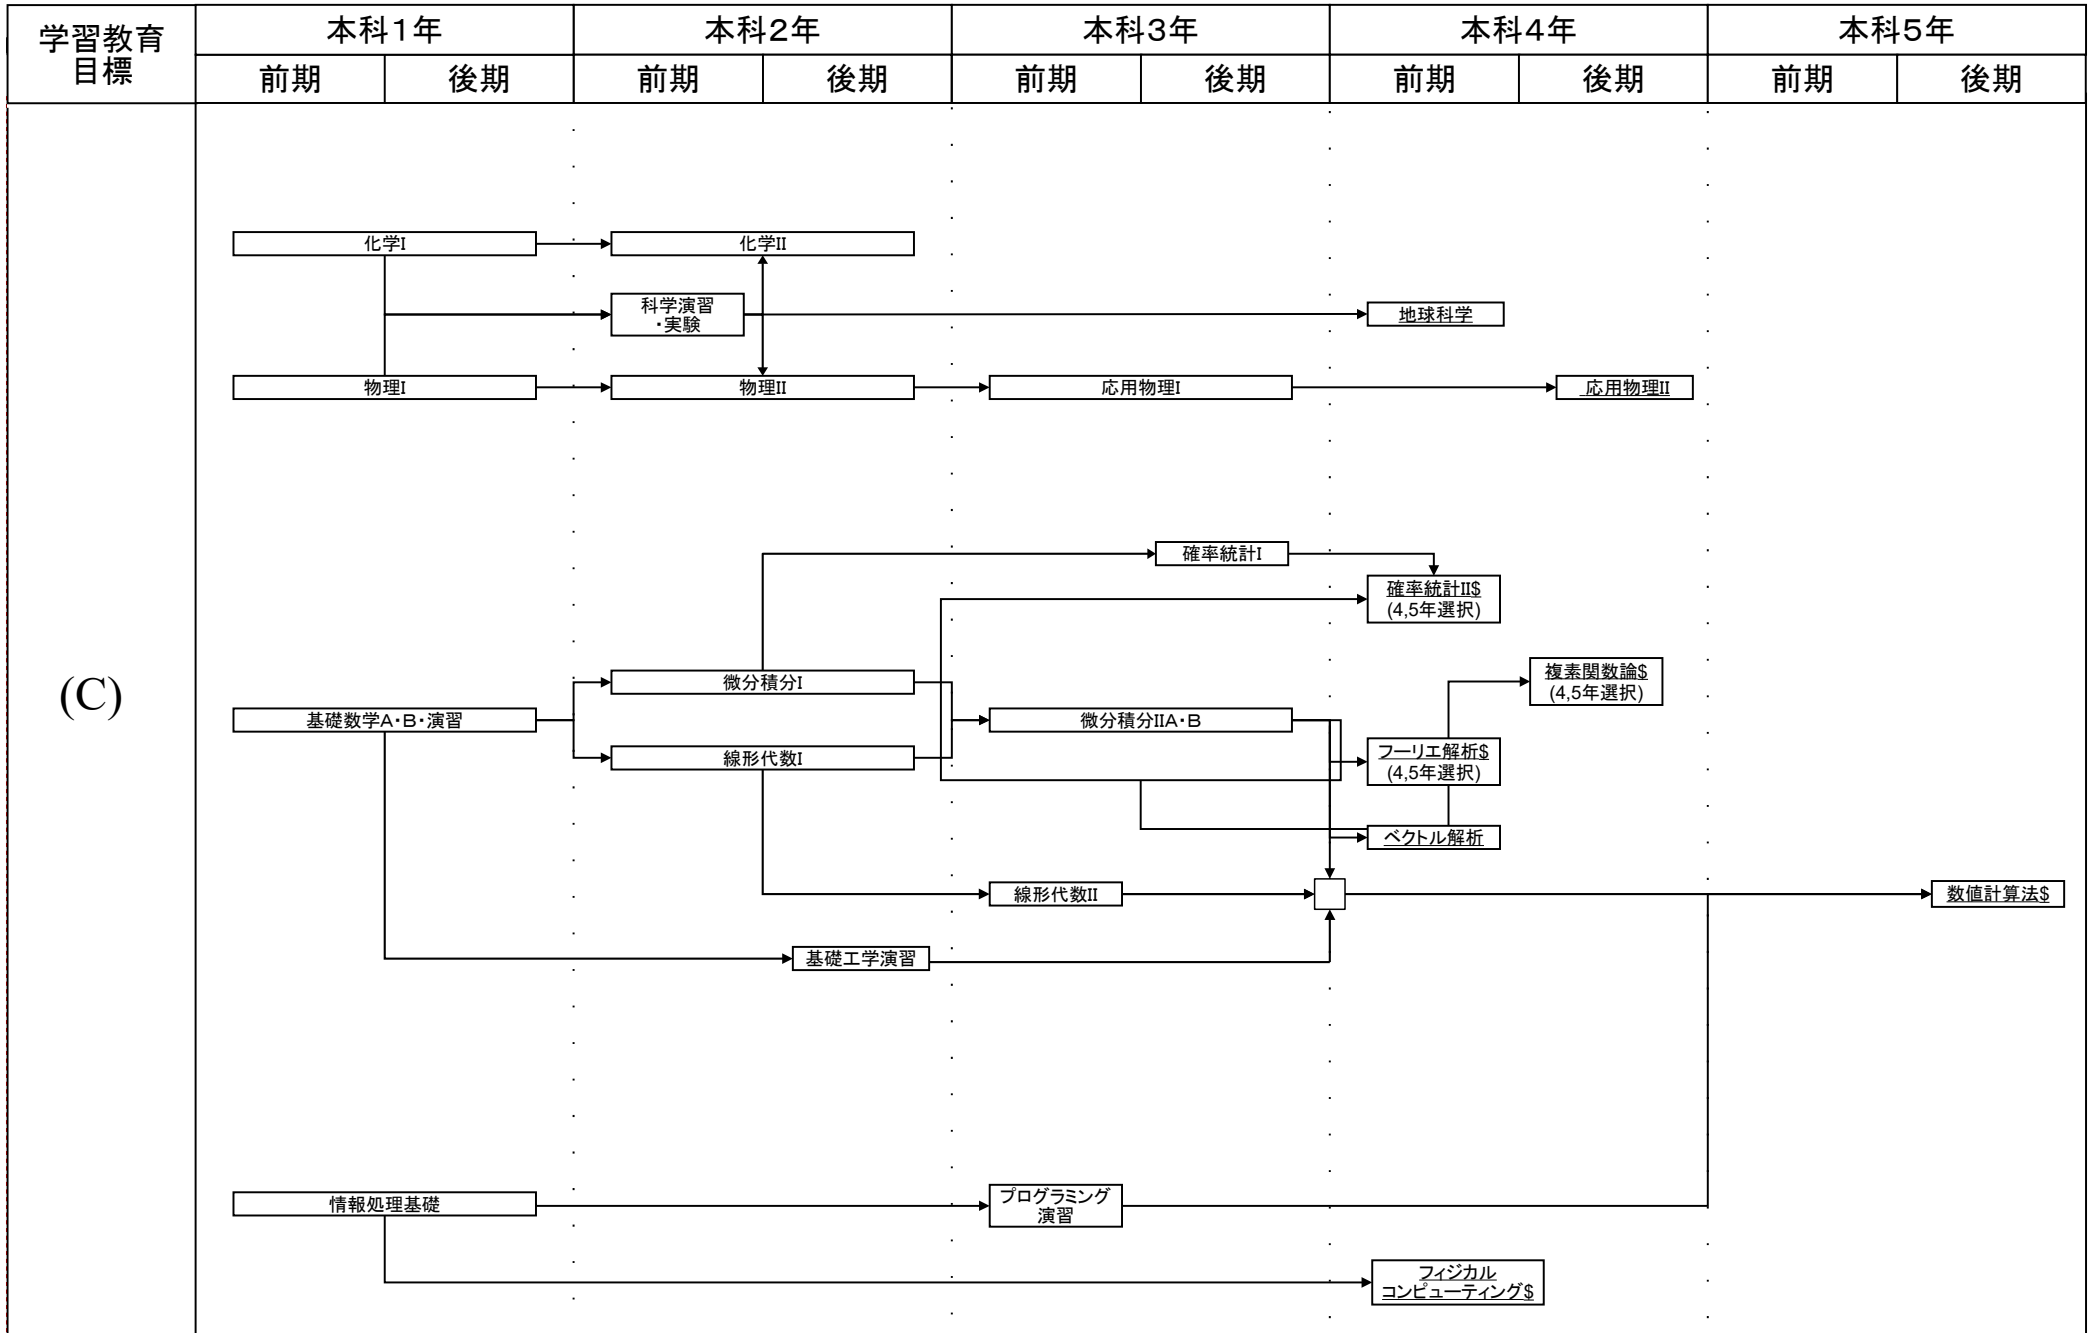 学習教育
目標
本科1年
本科2年
本科3年
本科4年
本科5年
前期
後期
前期
後期
前期
後期
前期
後期
前期
後期
(C)
化学I
化学II
科学演習
・実験
地球科学
物理I
物理II
応用物理I
応用物理II
確率統計I
確率統計II$
(4,5年選択)
複素関数論$
(4,5年選択)
微分積分I
基礎数学A・B・演習
微分積分IIA・B
線形代数I
フーリエ解析$
(4,5年選択)
ベクトル解析
線形代数II
数値計算法$
基礎工学演習
情報処理基礎
プログラミング
演習
フィジカル
コンピューティング$